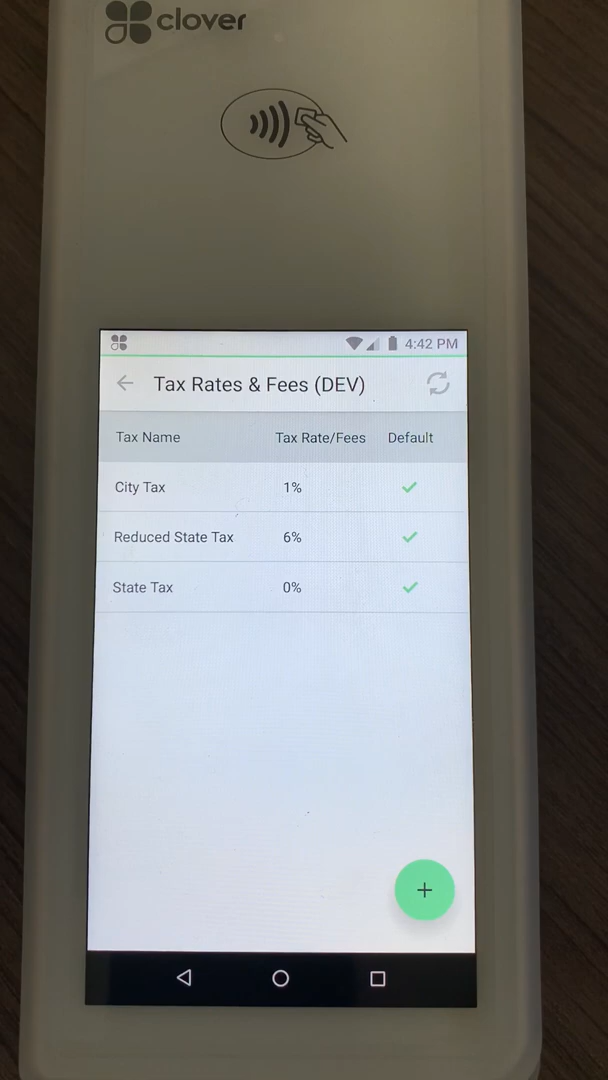 clover
4:42 PM
Tax Rates & Fees (DEV)
Tax Name Tax Rate/Fees Default
City Tax 1%
Reduced State Tax 6%
State Tax 0%
+